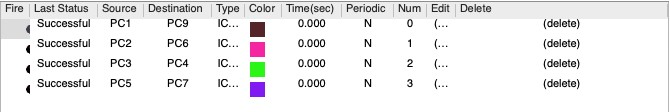 Fire Last Status Source Destination Type Color Time(sec) Periodic Num Edit Delete
Successful PC1 PC9 IC... 0.000 N 0 (... (delete)
Successful PC2 PC6 IC... 0.000 N 1 (... (delete)
Successful PC3 PC4 IC... 0.000 N 2 (... (delete)
Successful PC5 PC7 IC... 0.000 N 3 (... (delete)